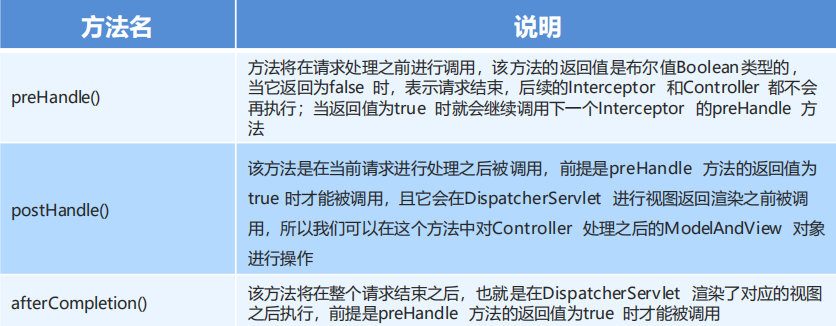 方法名
说明
preHandle()
方法将在请求处理之前进行调用，该方法的返回值是布尔值Boolean类型的，
当它返回为false 时，表示请求结束，后续的Interceptor 和Controller 都不会
再执行；当返回值为true 时就会继续调用下一个Interceptor 的preHandle 方
法
postHandle()
该方法是在当前请求进行处理之后被调用，前提是preHandle 方法的返回值为
true 时才能被调用，且它会在DispatcherServlet 进行视图返回渲染之前被调
用，所以我们可以在这个方法中对Controller 处理之后的ModelAndView 对象
进行操作
afterCompletion()
该方法将在整个请求结束之后，也就是在DispatcherServlet 渲染了对应的视图
之后执行，前提是preHandle 方法的返回值为true 时才能被调用